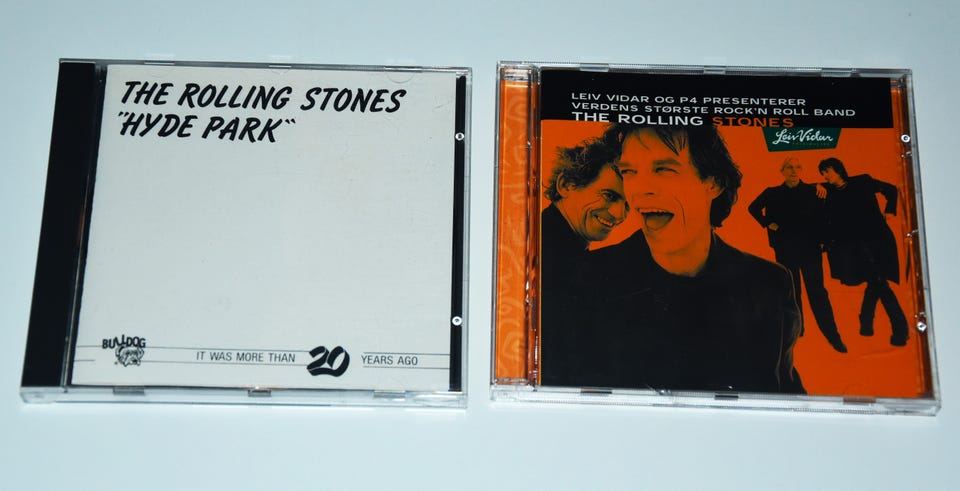 THE ROLLING STONES
"HYDE PARK"
BULLDOG
IT WAS MORE THAN 20 YEARS AGO
LEIV VIDAR OG P4 PRESENTERER
VERDENS STØRSTE ROCK'N ROLL BAND
THE ROLLING STONES
Leiv Vidar